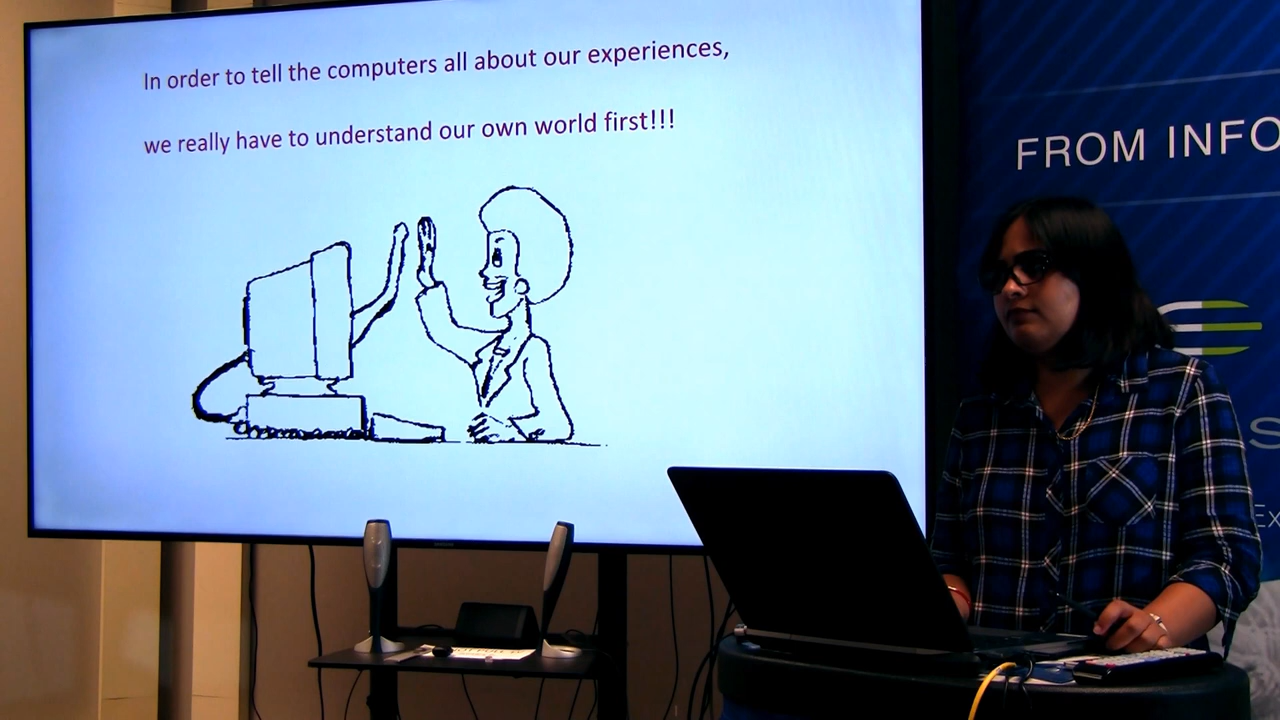 In order to tell the computers all about our experiences,
we really have to understand our own world first!!!
FROM INFO
S
Ex